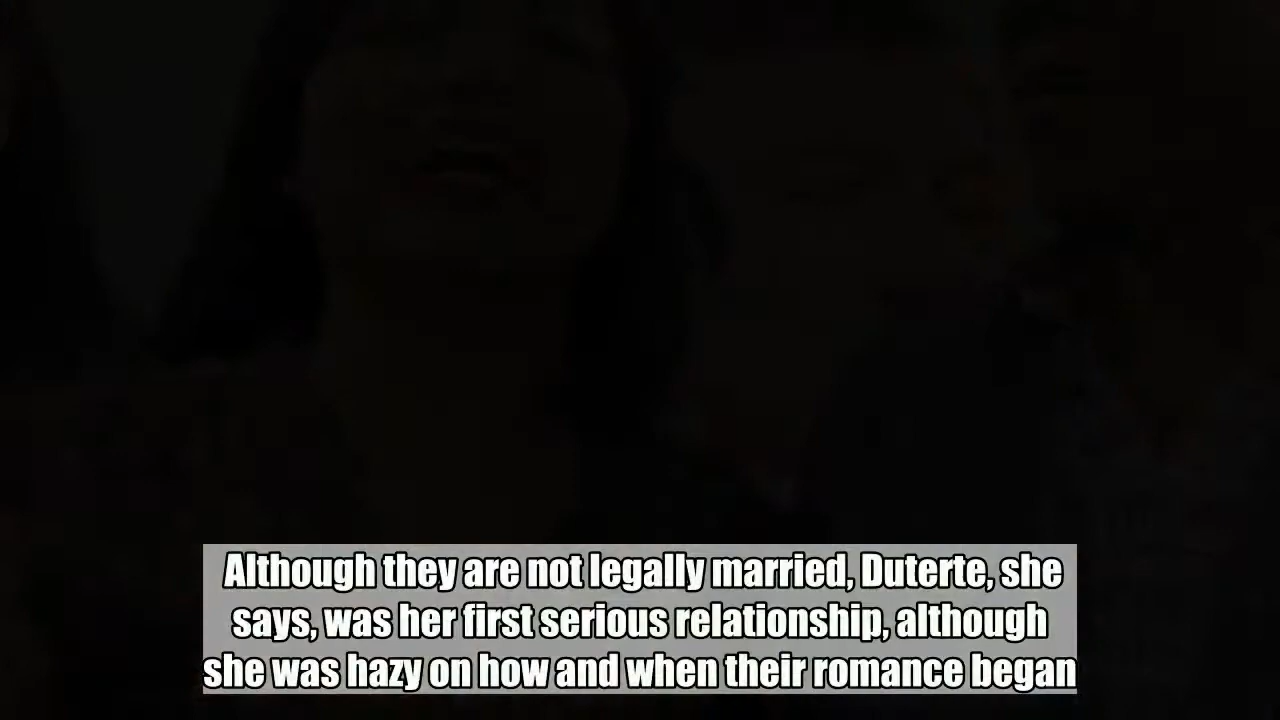 Although they are not legally married, Duterte, she
says, was her first serious relationship, although
she was hazy on how and when their romance began